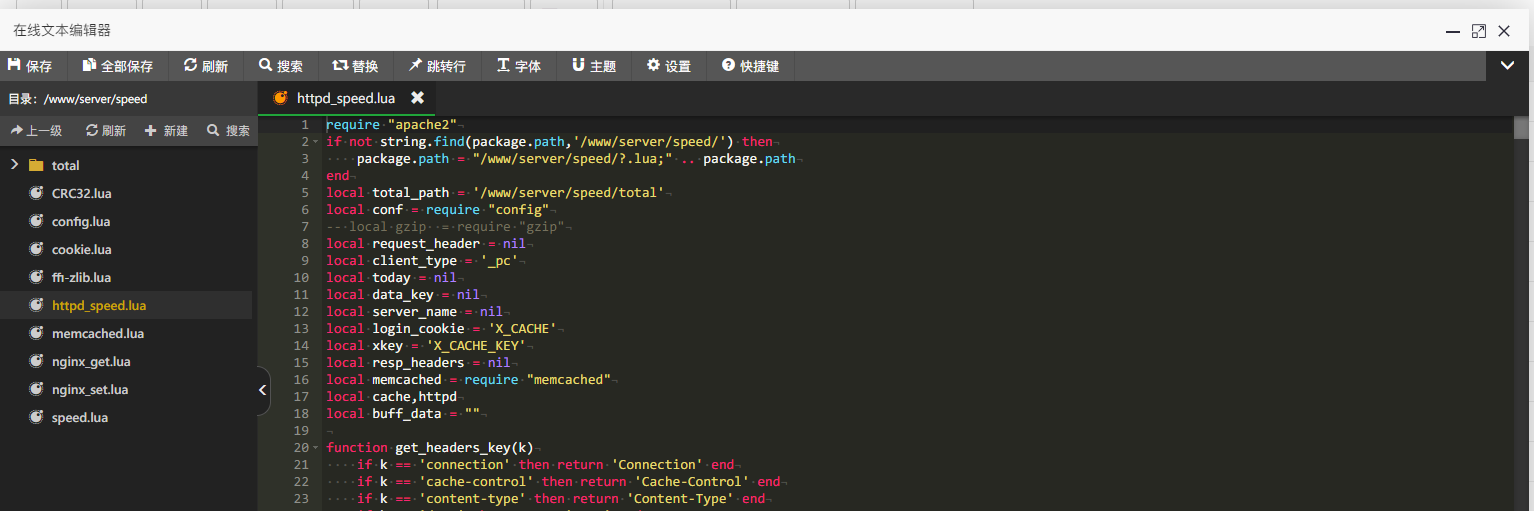 在线文本编辑器
保存 全部保存 刷新 搜索 替换 跳转行 字体 主题 设置 快捷键
目录：/www/server/speed
上一级 刷新 新建 搜索
total
CRC32.lua
config.lua
cookie.lua
ffi-zlib.lua
httpd_speed.lua
memcached.lua
nginx_get.lua
nginx_set.lua
speed.lua
httpd_speed.lua
1 require "apache2"
2 if not string.find(package.path,'/www/server/speed/') then
3     package.path = "/www/server/speed/?.lua;" .. package.path
4 end
5 local total_path = '/www/server/speed/total'
6 local conf = require "config"
7 -- local gzip  = require "gzip"
8 local request_header = nil
9 local client_type = '_pc'
10 local today = nil
11 local data_key = nil
12 local server_name = nil
13 local login_cookie = 'X_CACHE'
14 local xkey = 'X_CACHE_KEY'
15 local resp_headers = nil
16 local memcached = require "memcached"
17 local cache,httpd
18 local buff_data = ""
19
20 function get_headers_key(k)
21     if k == 'connection' then return 'Connection' end
22     if k == 'cache-control' then return 'Cache-Control' end
23     if k == 'content-type' then return 'Content-Type' end